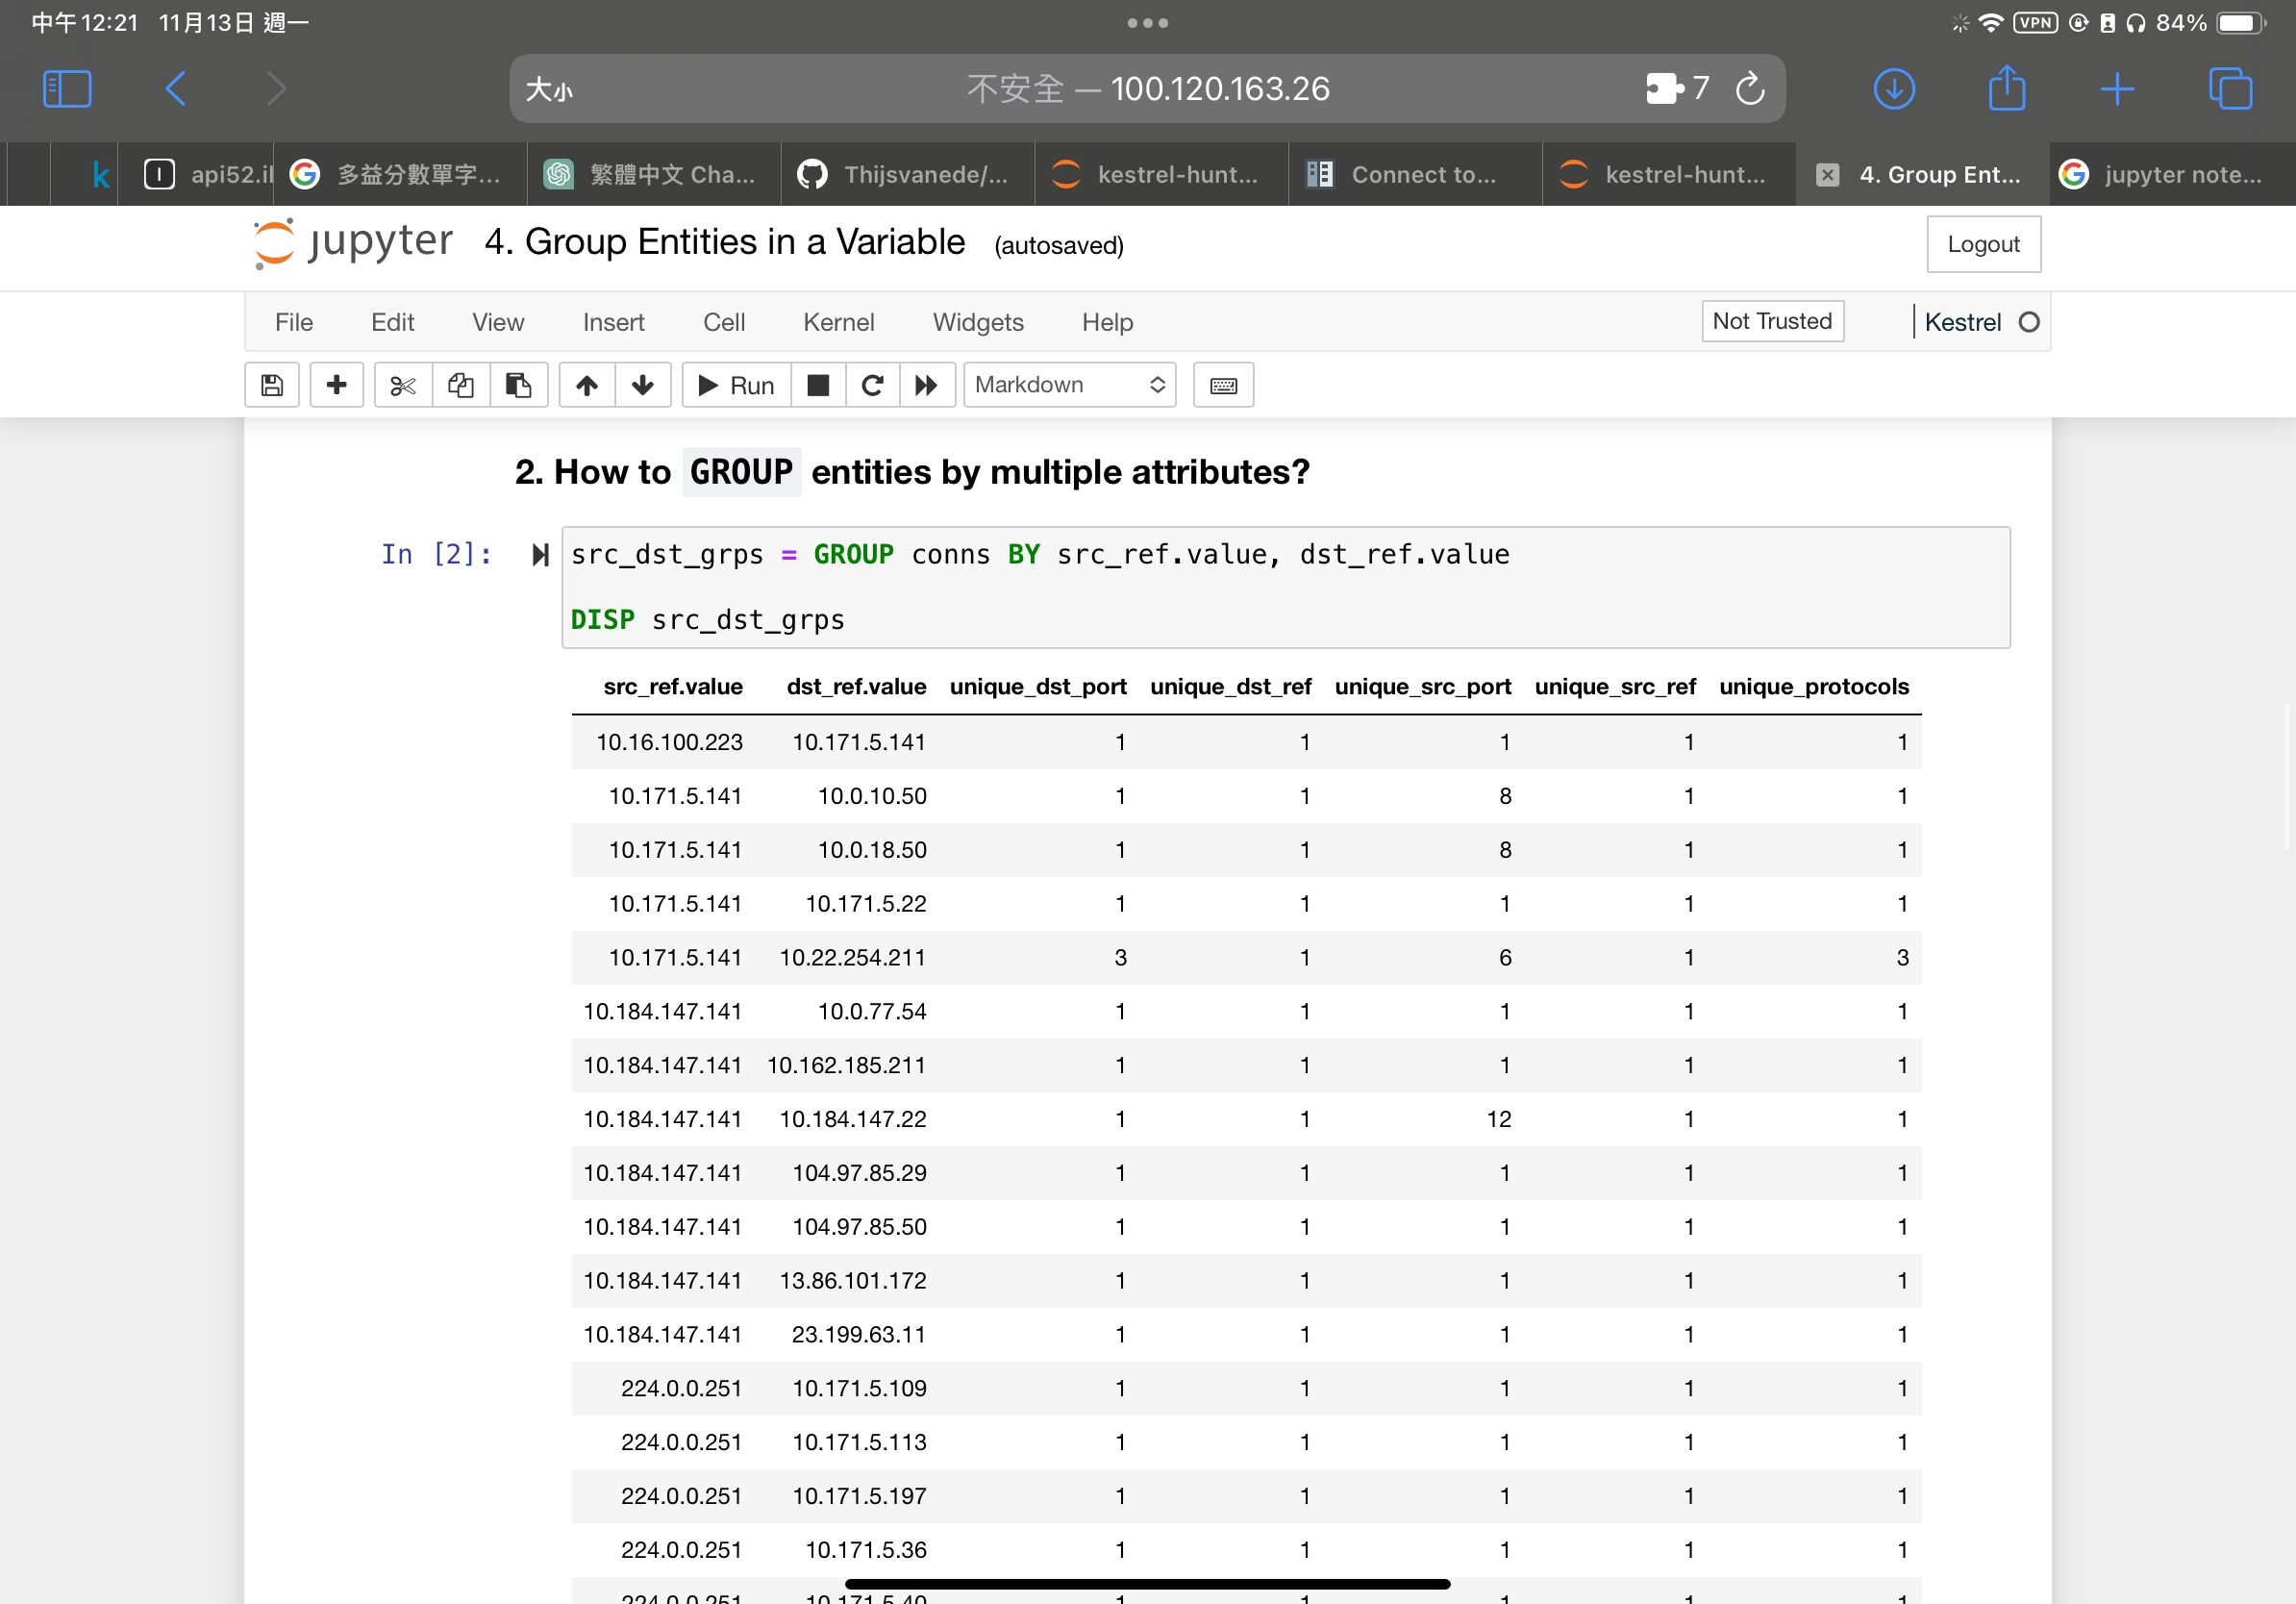 中午12:21 11月13日 週一
VPN 84%
大小 不安全 — 100.120.163.26 7
k api52.il 多益分數單字... 繁體中文 Cha... Thijsvanede/... kestrel-hunt... Connect to... kestrel-hunt... 4. Group Ent... jupyter note...
jupyter 4. Group Entities in a Variable (autosaved) Logout
File Edit View Insert Cell Kernel Widgets Help Not Trusted Kestrel
Run Markdown
2. How to GROUP entities by multiple attributes?
In [2]: src_dst_grps = GROUP conns BY src_ref.value, dst_ref.value
DISP src_dst_grps
src_ref.value dst_ref.value unique_dst_port unique_dst_ref unique_src_port unique_src_ref unique_protocols
10.16.100.223 10.171.5.141 1 1 1 1 1
10.171.5.141 10.0.10.50 1 1 8 1 1
10.171.5.141 10.0.18.50 1 1 8 1 1
10.171.5.141 10.171.5.22 1 1 1 1 1
10.171.5.141 10.22.254.211 3 1 6 1 3
10.184.147.141 10.0.77.54 1 1 1 1 1
10.184.147.141 10.162.185.211 1 1 1 1 1
10.184.147.141 10.184.147.22 1 1 12 1 1
10.184.147.141 104.97.85.29 1 1 1 1 1
10.184.147.141 104.97.85.50 1 1 1 1 1
10.184.147.141 13.86.101.172 1 1 1 1 1
10.184.147.141 23.199.63.11 1 1 1 1 1
224.0.0.251 10.171.5.109 1 1 1 1 1
224.0.0.251 10.171.5.113 1 1 1 1 1
224.0.0.251 10.171.5.197 1 1 1 1 1
224.0.0.251 10.171.5.36 1 1 1 1 1
224.0.0.251 10.171.5.40 1 1 1 1 1